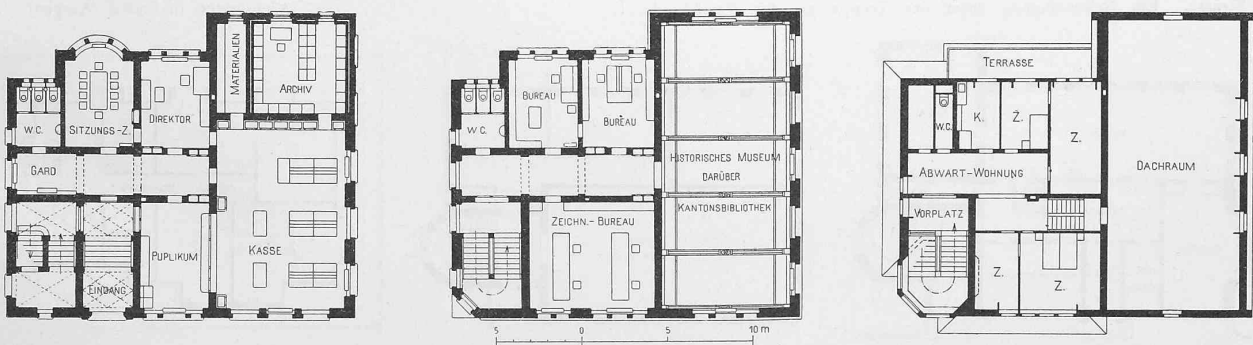 MATERIALIEN
ARCHIV
DIREKTOR
SITZUNGS-Z.
W.C.
GARD
KASSE
PUPLIKUM
EINGANG
BUREAU
BUREAU
W.C.
HISTORISCHES MUSEUM
DARÜBER
KANTONSBIBLIOTHEK
ZEICHN.-BUREAU
5 0 5 10 m
TERRASSE
W.C.
K.
Z.
Z.
DACHRAUM
ABWART-WOHNUNG
VORPLATZ
Z.
Z.